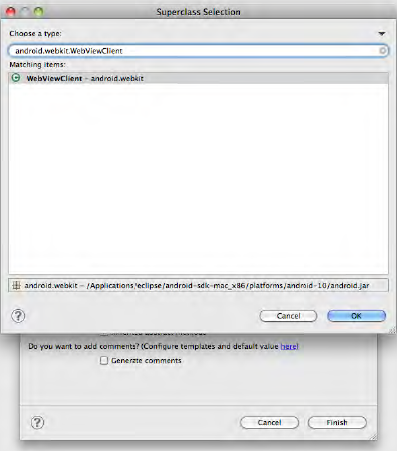 Superclass Selection
Choose a type:
android.webkit.WebViewClient
Matching items:
WebViewClient - android.webkit
android.webkit - /Applications/eclipse/android-sdk-mac_x86/platforms/android-10/android.jar
Cancel OK
Do you want to add comments? (Configure templates and default value here)
Generate comments
Cancel Finish